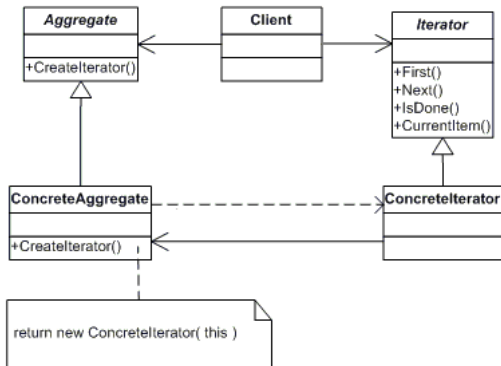 Aggregate
Client
Iterator
+CreateIterator()
+First()
+Next()
+IsDone()
+CurrentItem()
ConcreteAggregate
ConcreteIterator
+CreateIterator()
return new ConcreteIterator( this )